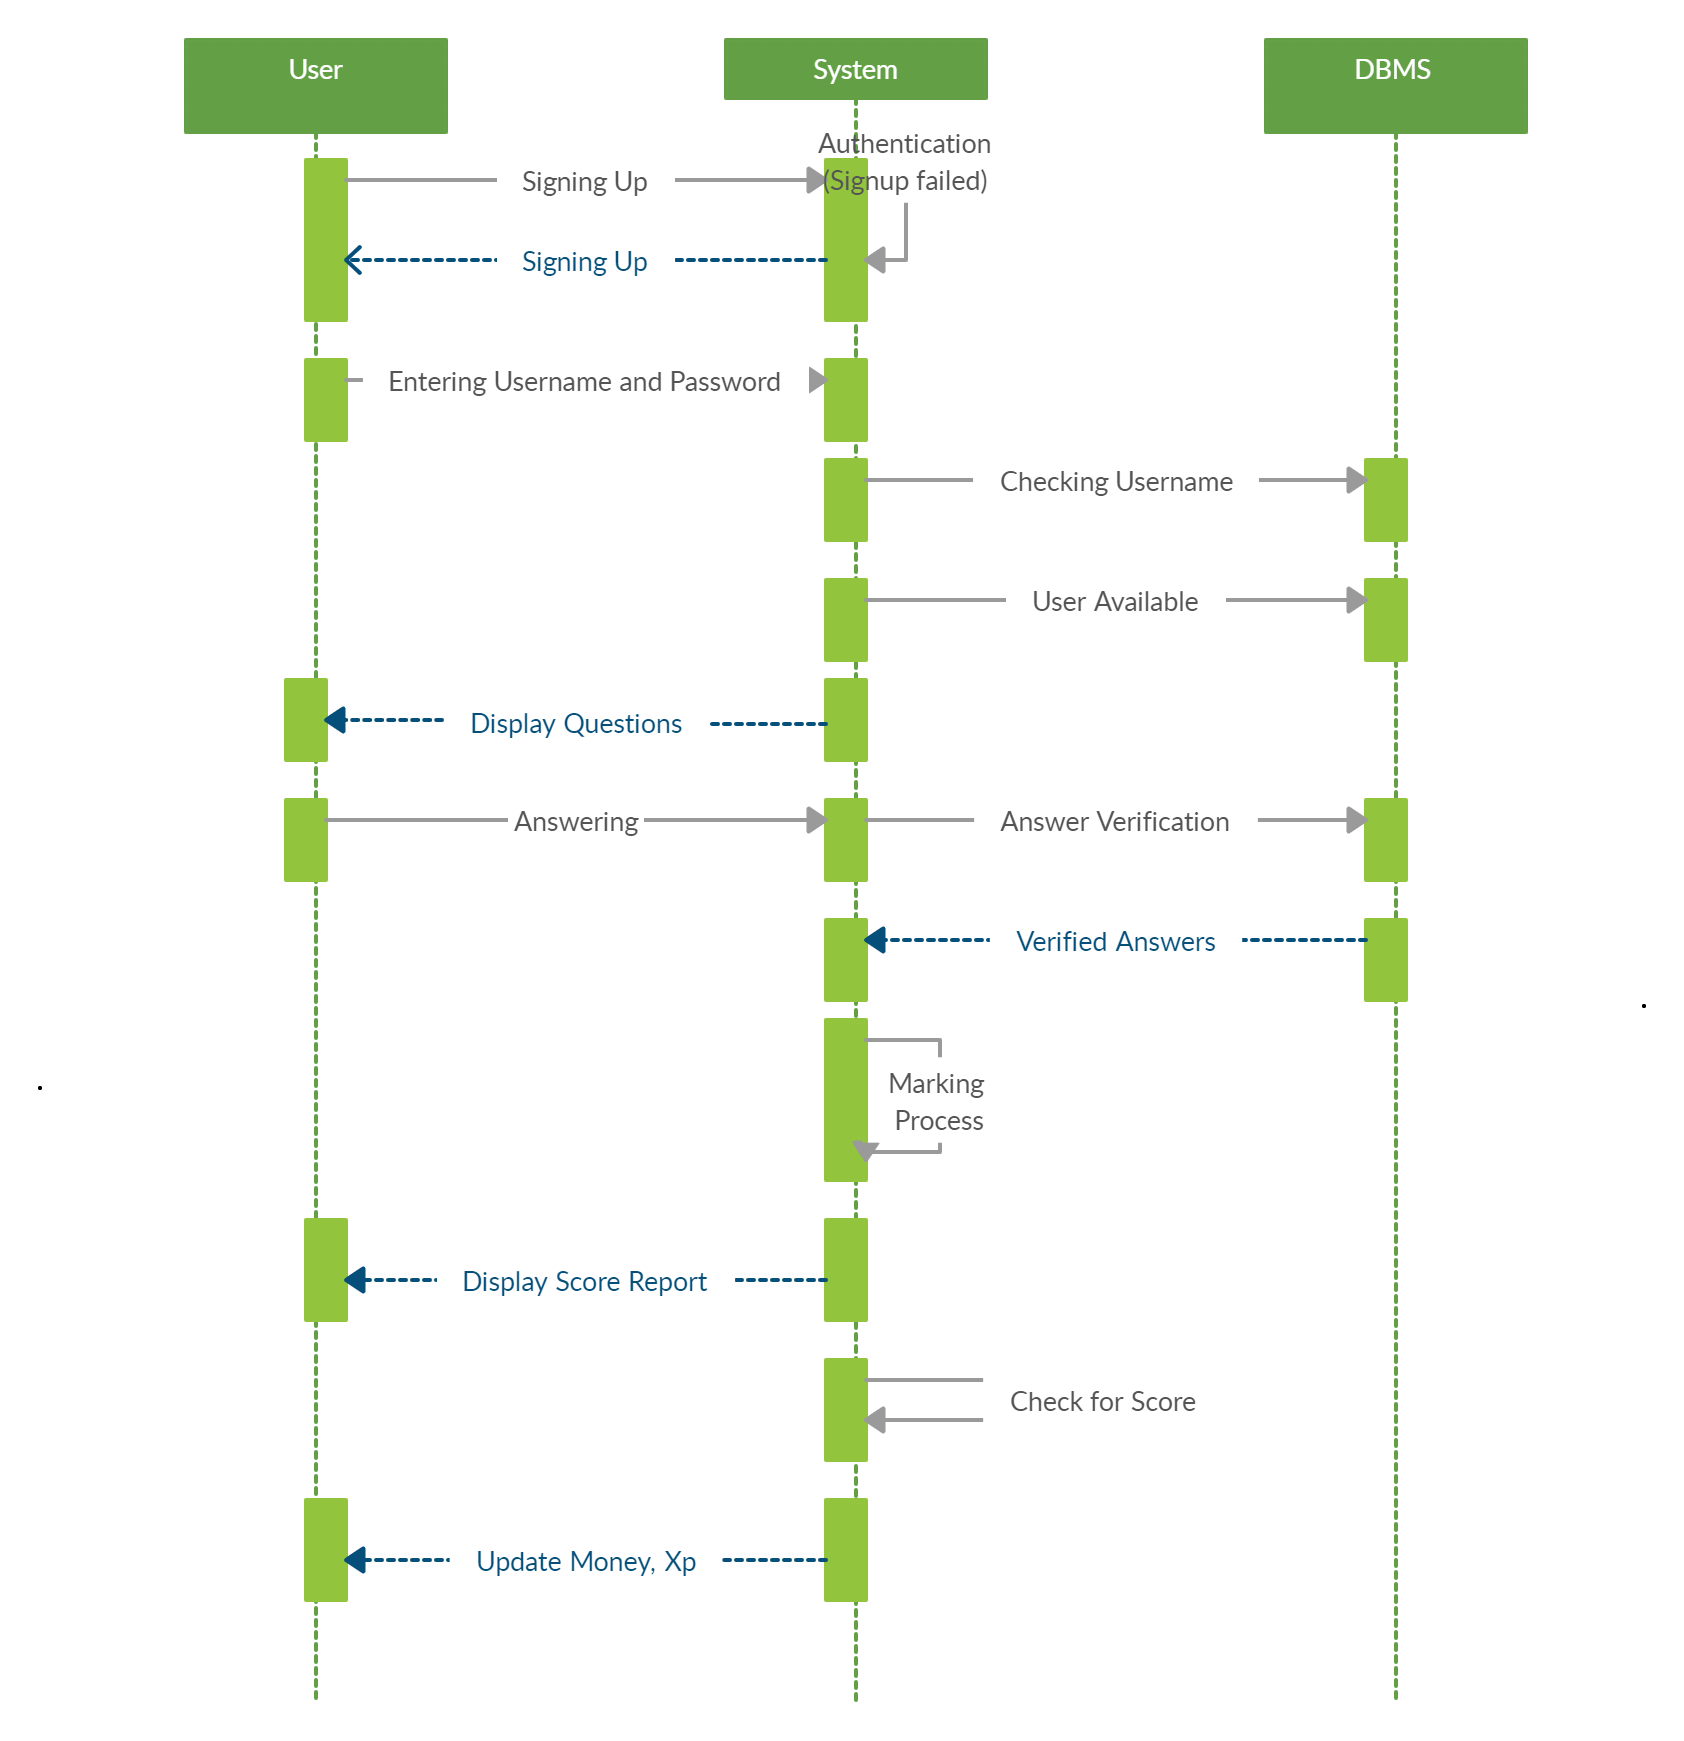 User
System
DBMS
Authentication
(Signup failed)
Signing Up
Signing Up
Entering Username and Password
Checking Username
User Available
Display Questions
Answering
Answer Verification
Verified Answers
Marking
Process
Display Score Report
Check for Score
Update Money, Xp